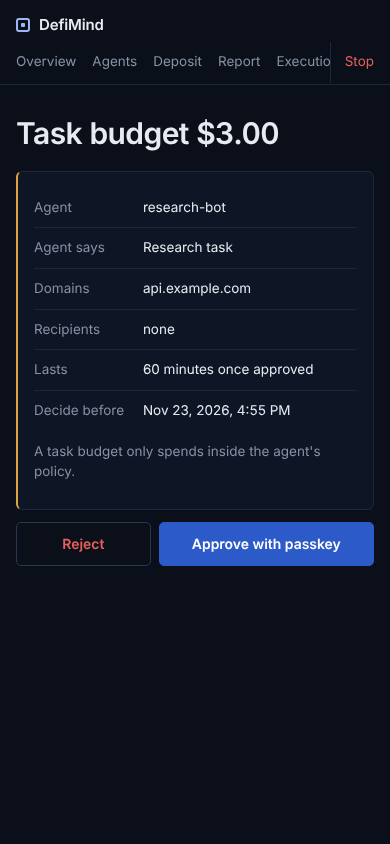 DefiMind
Overview Agents Deposit Report Executio Stop
Task budget $3.00
Agent research-bot
Agent says Research task
Domains api.example.com
Recipients none
Lasts 60 minutes once approved
Decide before Nov 23, 2026, 4:55 PM
A task budget only spends inside the agent's
policy.
Reject Approve with passkey